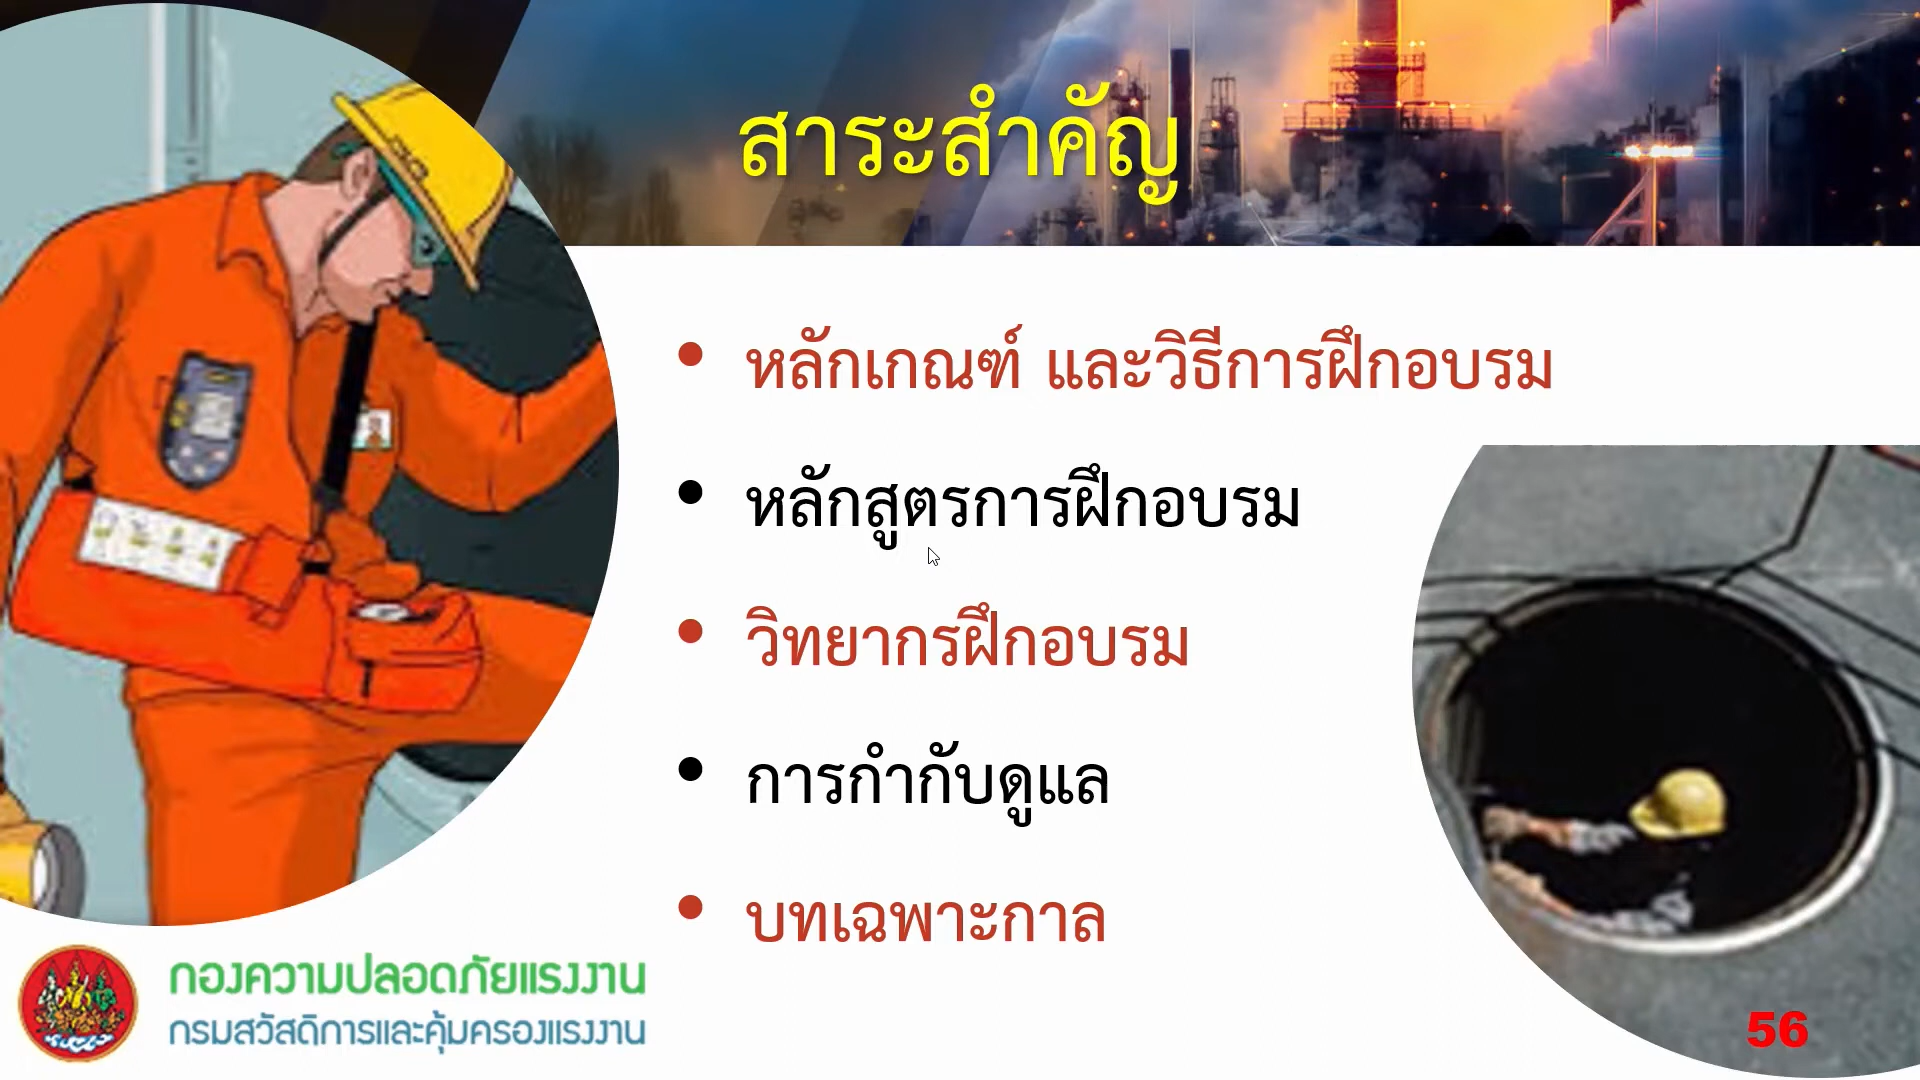 สาระสำคัญ
• หลักเกณฑ์ และวิธีการฝึกอบรม
• หลักสูตรการฝึกอบรม
• วิทยากรฝึกอบรม
• การกำกับดูแล
• บทเฉพาะกาล
กองความปลอดภัยแรงงาน
กรมสวัสดิการและคุ้มครองแรงงาน
56